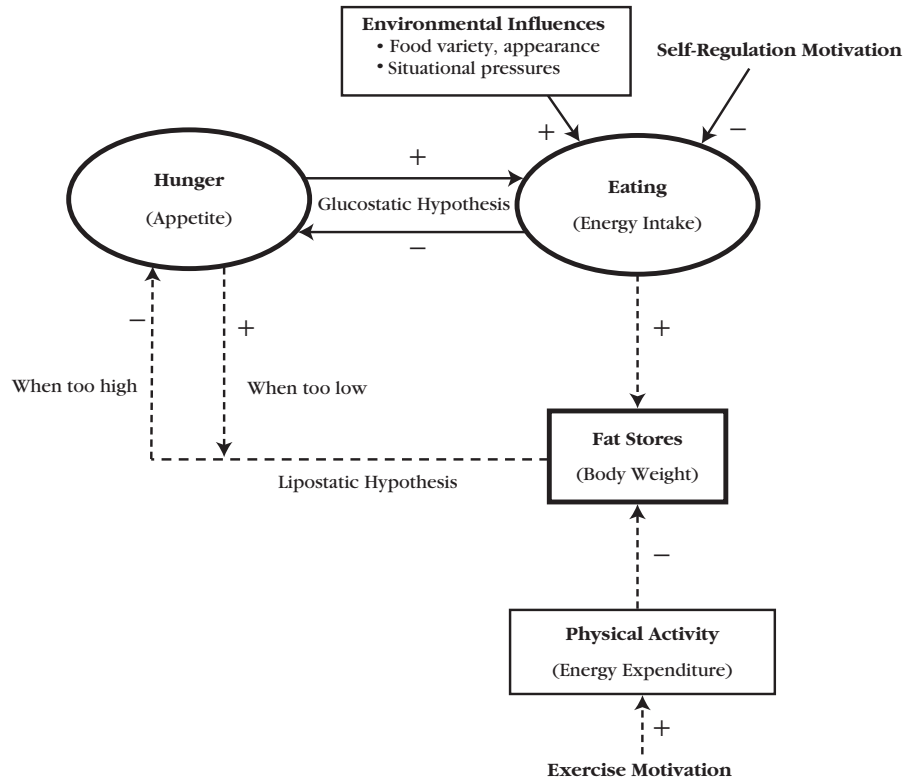 Environmental Influences
• Food variety, appearance
• Situational pressures
Self-Regulation Motivation
+
−
Hunger
(Appetite)
+
Glucostatic Hypothesis
−
Eating
(Energy Intake)
−
+
+
When too high
When too low
Fat Stores
(Body Weight)
Lipostatic Hypothesis
−
Physical Activity
(Energy Expenditure)
+
Exercise Motivation